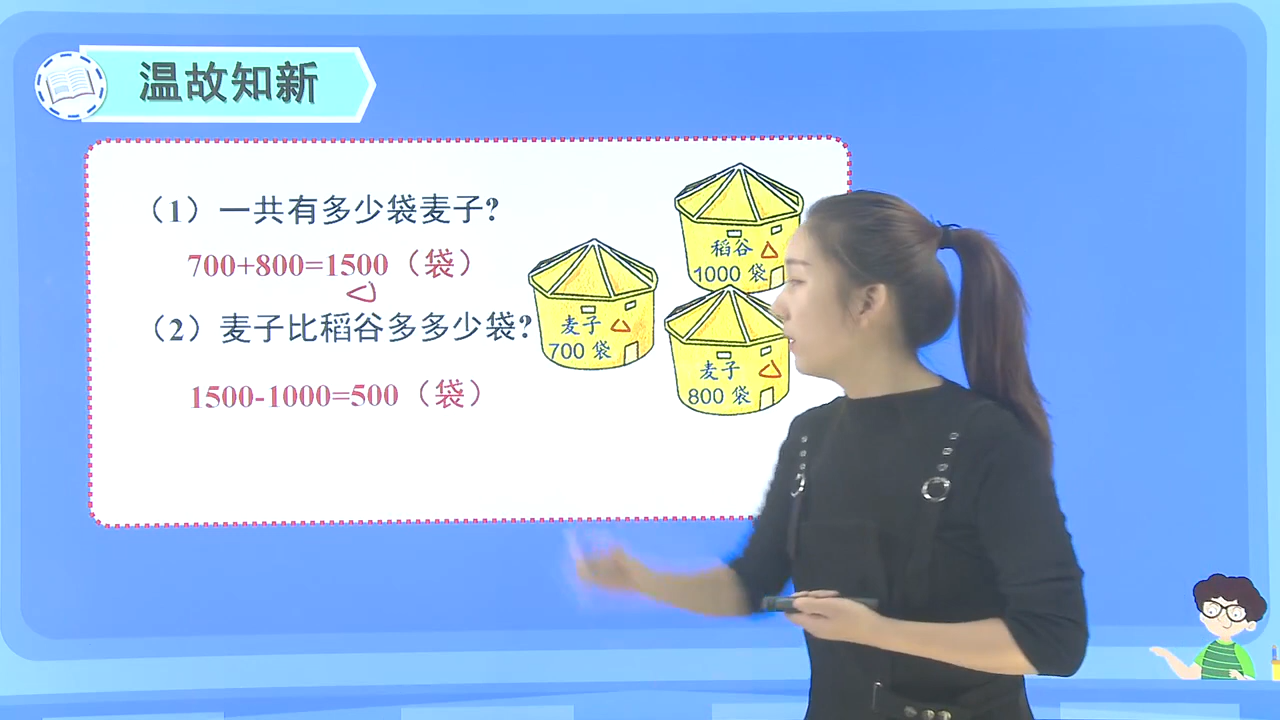 温故知新
（1）一共有多少袋麦子?
700+800=1500（袋）
（2）麦子比稻谷多多少袋?
1500-1000=500（袋）
稻谷
1000 袋
麦子
700 袋
麦子
800 袋